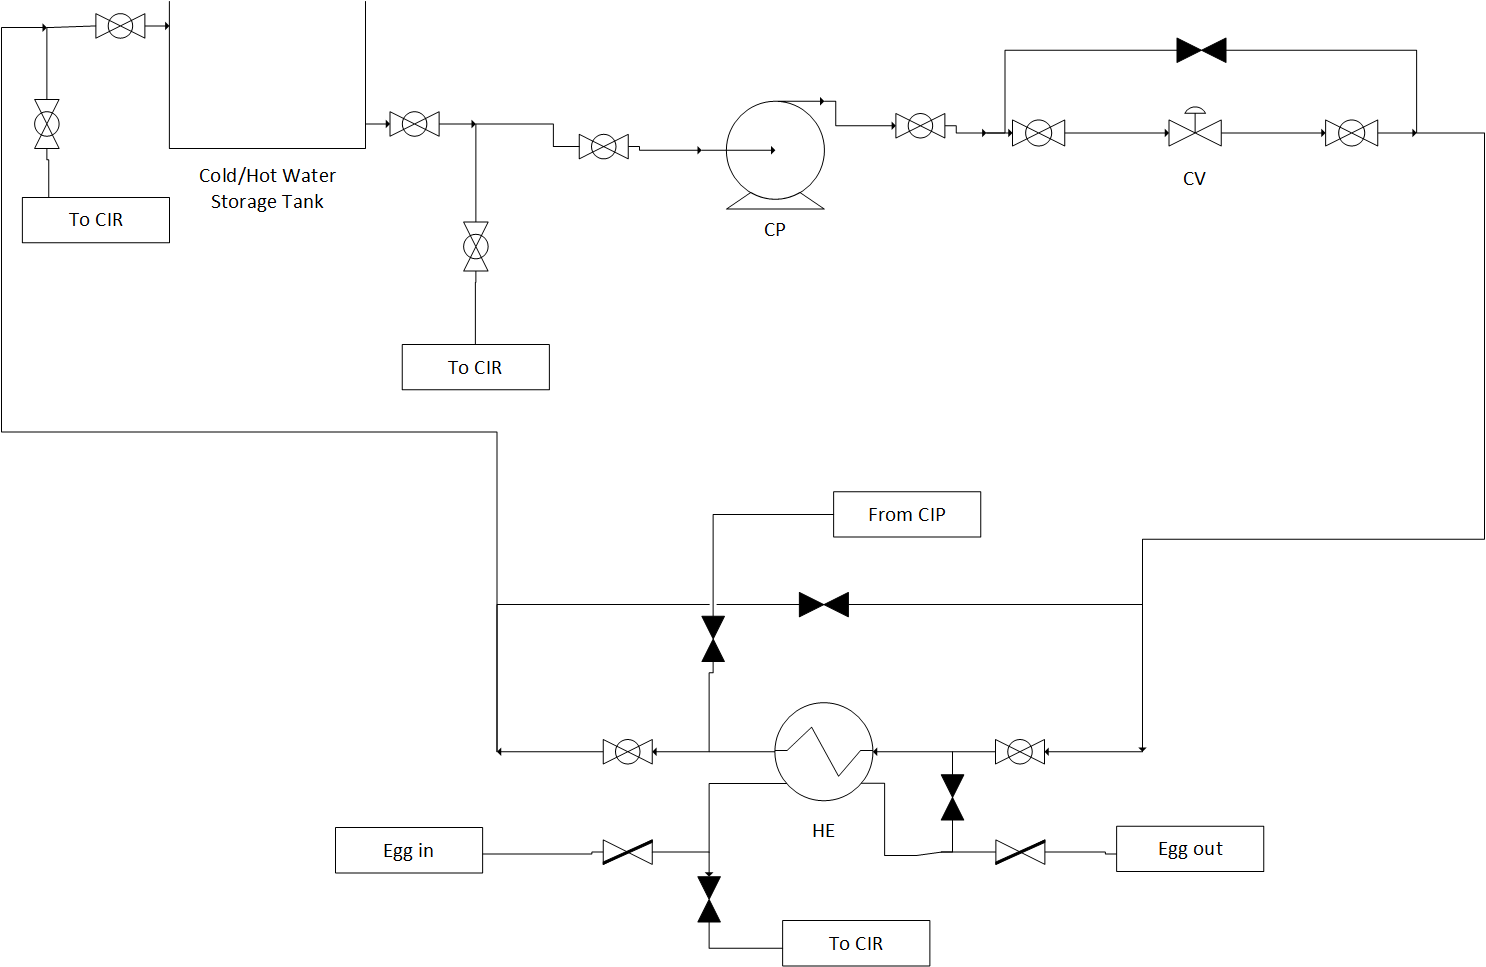 Cold/Hot Water
Storage Tank
To CIR
CV
CP
To CIR
From CIP
HE
Egg in
Egg out
To CIR